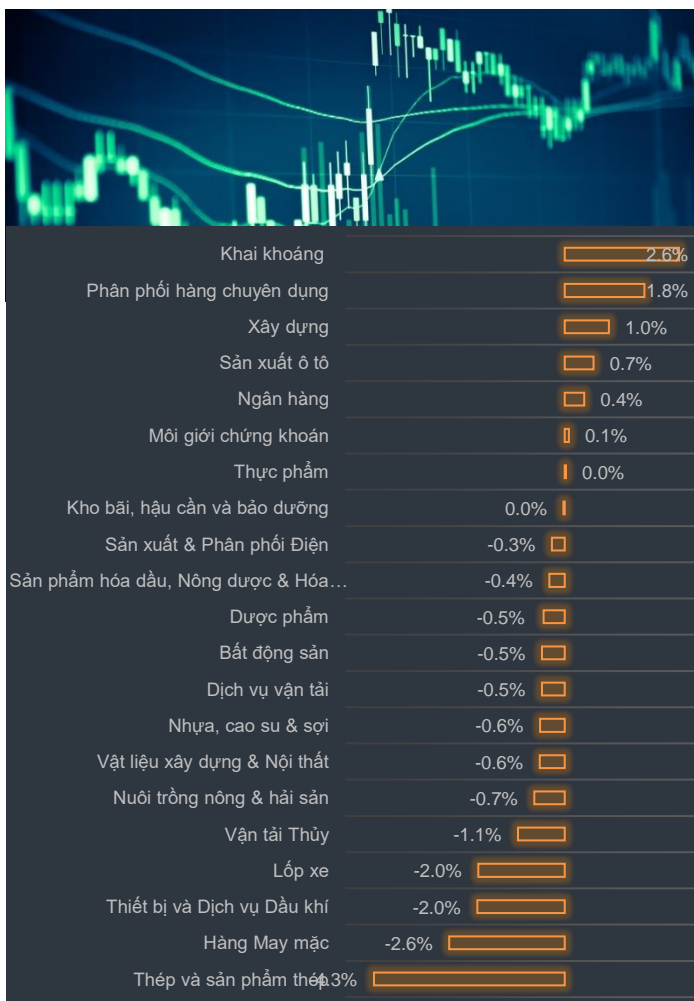 Khai khoáng 2.6%
Phân phối hàng chuyên dụng 1.8%
Xây dựng 1.0%
Sản xuất ô tô 0.7%
Ngân hàng 0.4%
Môi giới chứng khoán 0.1%
Thực phẩm 0.0%
Kho bãi, hậu cần và bảo dưỡng 0.0%
Sản xuất & Phân phối Điện -0.3%
Sản phẩm hóa dầu, Nông dược & Hóa… -0.4%
Dược phẩm -0.5%
Bất động sản -0.5%
Dịch vụ vận tải -0.5%
Nhựa, cao su & sợi -0.6%
Vật liệu xây dựng & Nội thất -0.6%
Nuôi trồng nông & hải sản -0.7%
Vận tải Thủy -1.1%
Lốp xe -2.0%
Thiết bị và Dịch vụ Dầu khí -2.0%
Hàng May mặc -2.6%
Thép và sản phẩm thép -4.3%